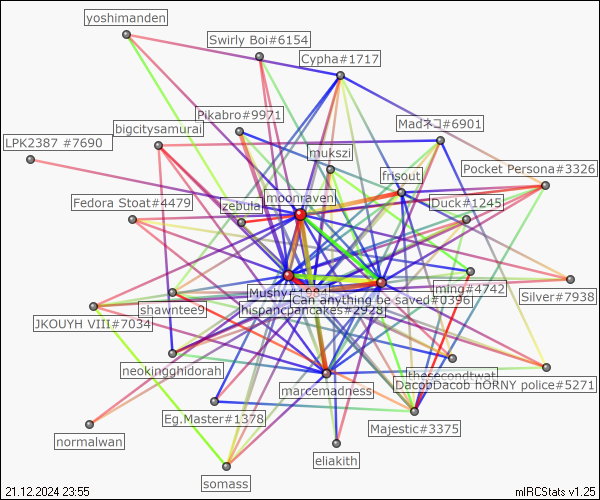 yoshimanden
Swirly Boi#6154
Cypha#1717
Pikabro#9971
Madネコ#6901
bigcitysamurai
LPK2387 #7690
mukszi
frisout
Pocket Persona#3326
moonraven
Fedora Stoat#4479
zebula
Duck#1245
ming#4742
Mushy#1984
Can anything be saved#0396
Silver#7938
shawntee9
hispancpancakes#2928
JKOUYH VIII#7034
neokingghidorah
thesecondtwat
DacobDacob hORNY police#5271
marcemadness
Eg.Master#1378
Majestic#3375
normalwan
eliakith
somass
21.12.2024 23:55
mIRCStats v1.25